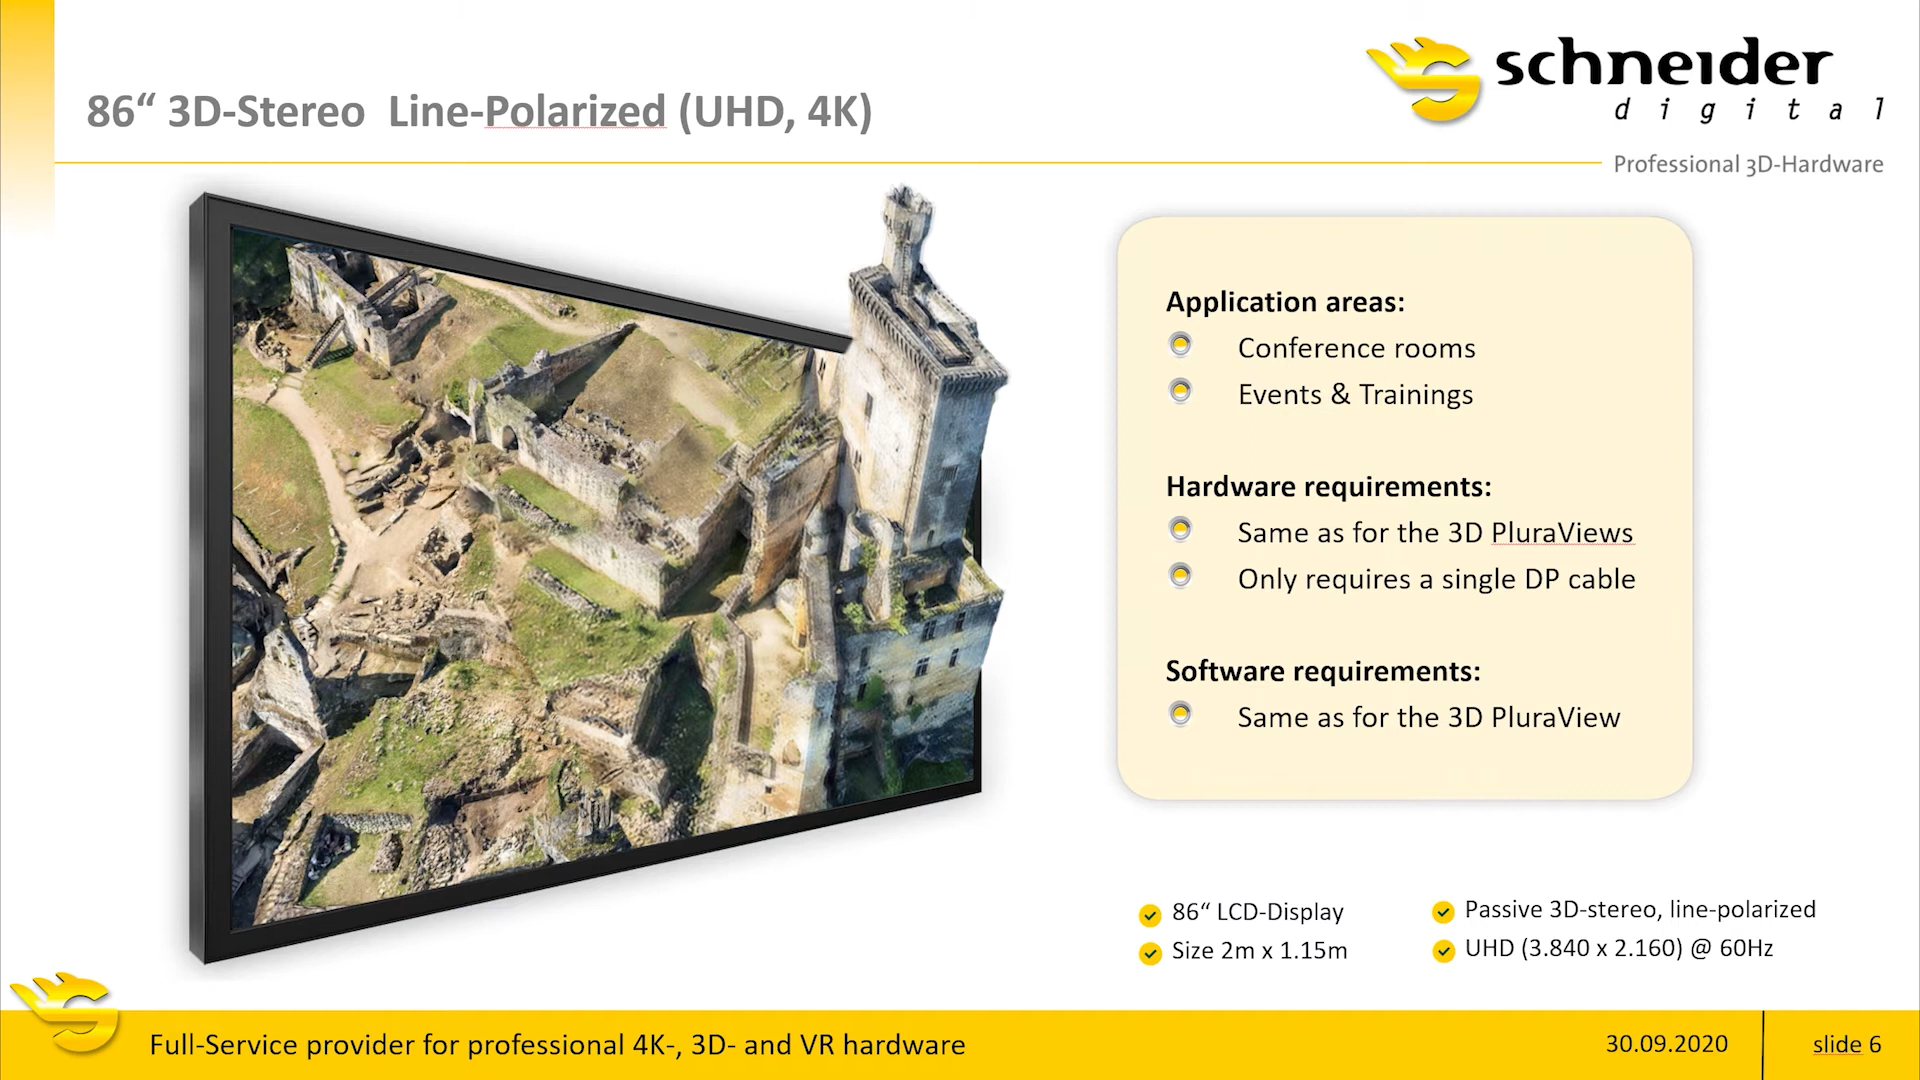 86“ 3D-Stereo Line-Polarized (UHD, 4K)
schneider
digital
Professional 3D-Hardware
Application areas:
Conference rooms
Events & Trainings
Hardware requirements:
Same as for the 3D PluraViews
Only requires a single DP cable
Software requirements:
Same as for the 3D PluraView
86“ LCD-Display
Size 2m x 1.15m
Passive 3D-stereo, line-polarized
UHD (3.840 x 2.160) @ 60Hz
Full-Service provider for professional 4K-, 3D- and VR hardware
30.09.2020
slide 6